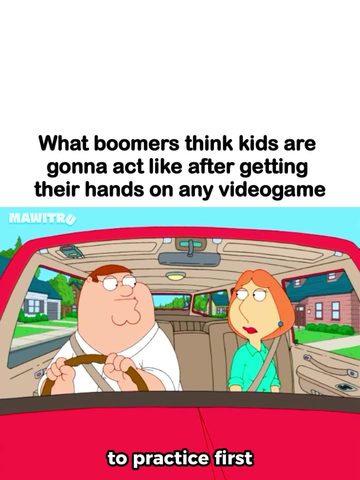 What boomers think kids are
gonna act like after getting
their hands on any videogame
MAWITRU
to practice first